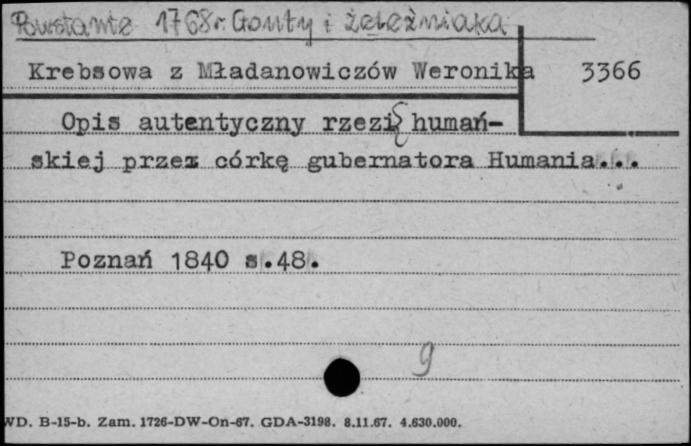 Powstanie 1768r. Gonty i Żeleźniaka
Krebsowa z Mładanowiczów Weronika 3366
Opis autentyczny rzezi humań-
skiej przez córkę gubernatora Humania...
Poznań 1840 s.48.
9
WD. B-15-b. Zam. 1726-DW-On-67. GDA-3198. 8.11.67. 4.630.000.